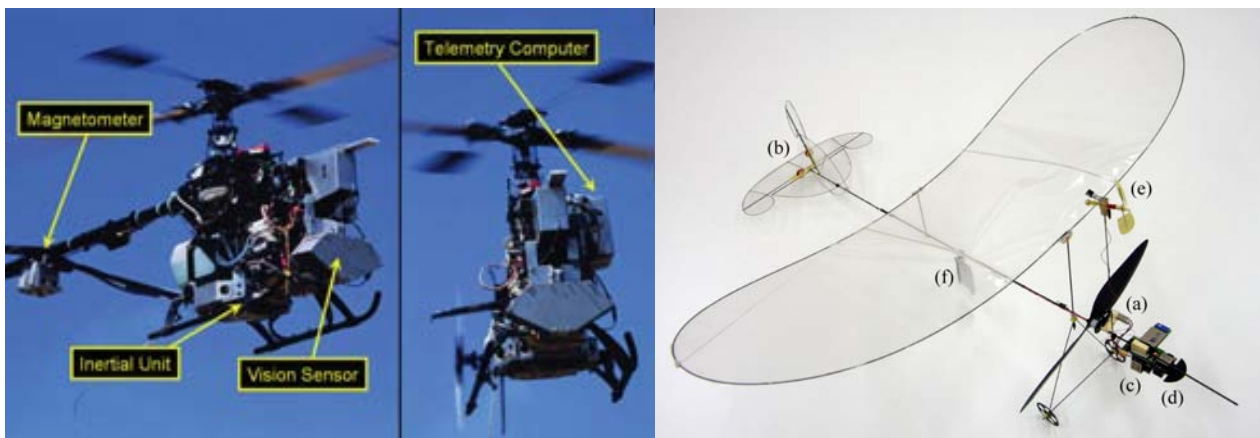 Telemetry Computer
Magnetometer
Inertial Unit
Vision Sensor
(b)
(e)
(f)
(a)
(c)
(d)